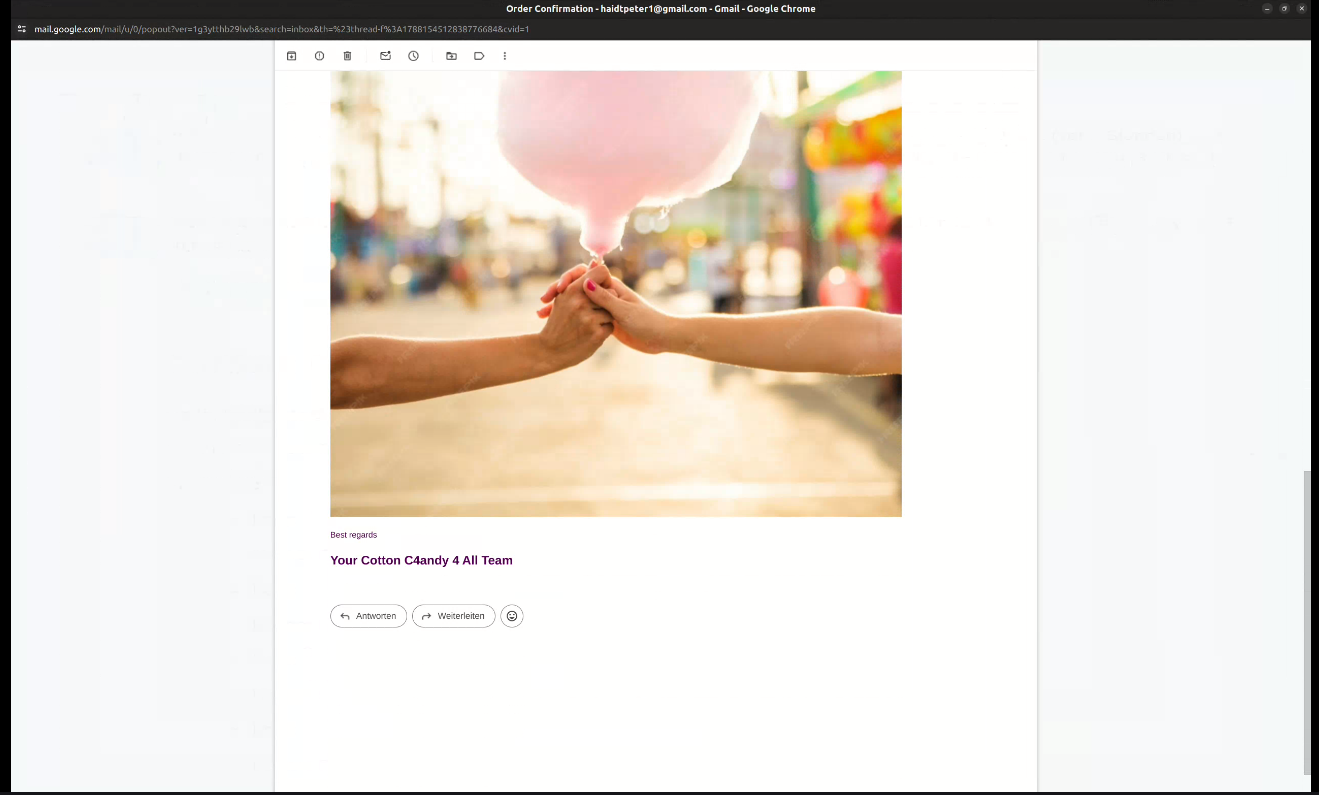 Order Confirmation - haidtpeter1@gmail.com - Gmail - Google Chrome
mail.google.com/mail/u/0/popout?ver=1g3ytthb29lwb&search=inbox&th=%23thread-f%3A1788154512838776684&cvid=1
Best regards
Your Cotton C4andy 4 All Team
Antworten
Weiterleiten